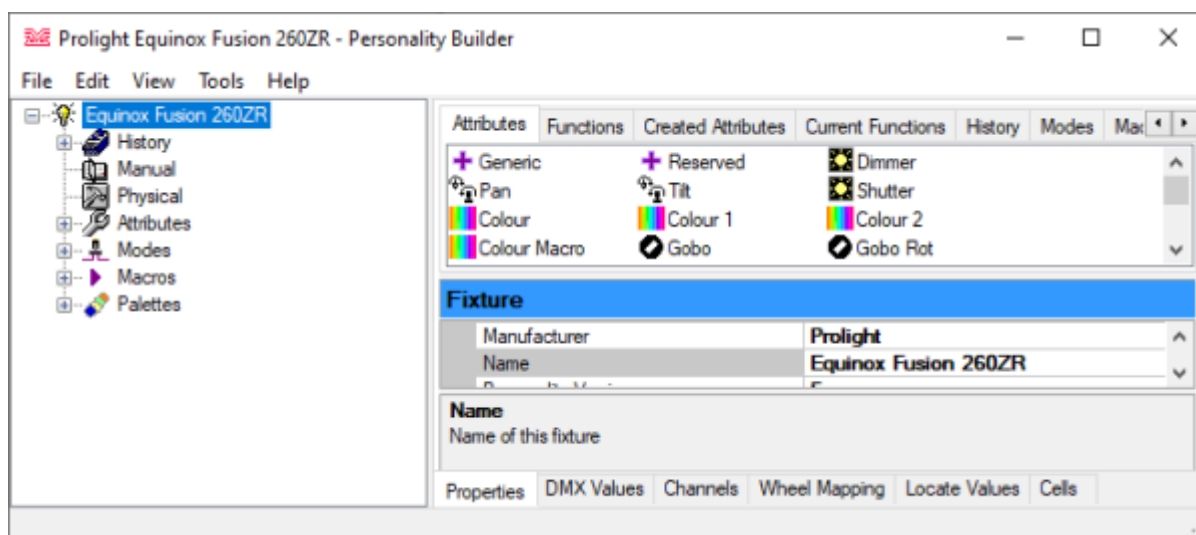 Prolight Equinox Fusion 260ZR - Personality Builder
File Edit View Tools Help
Equinox Fusion 260ZR
History
Manual
Physical
Attributes
Modes
Macros
Palettes
Attributes Functions Created Attributes Current Functions History Modes
Generic Reserved Dimmer
Pan Tilt Shutter
Colour Colour 1 Colour 2
Colour Macro Gobo Gobo Rot
Fixture
Manufacturer Prolight
Name Equinox Fusion 260ZR
Name
Name of this fixture
Properties DMX Values Channels Wheel Mapping Locate Values Cells